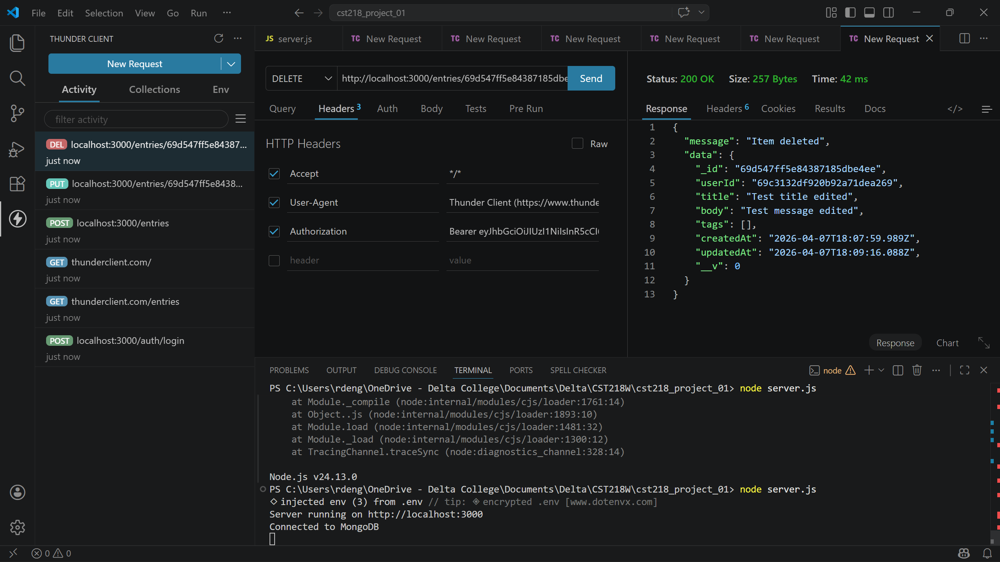 File Edit Selection View Go Run ...
cst218_project_01
THUNDER CLIENT
New Request
Activity Collections Env
filter activity
DEL localhost:3000/entries/69d547ff5e84387...
just now
PUT localhost:3000/entries/69d547ff5e8438...
just now
POST localhost:3000/entries
just now
GET thunderclient.com/
just now
GET thunderclient.com/entries
just now
POST localhost:3000/auth/login
just now
JS server.js
TC New Request
TC New Request
TC New Request
TC New Request
TC New Request
TC New Request
DELETE http://localhost:3000/entries/69d547ff5e84387185dbe Send
Query Headers 3 Auth Body Tests Pre Run
HTTP Headers Raw
Accept */*
User-Agent Thunder Client (https://www.thunde
Authorization Bearer eyJhbGciOiJIUzI1NiIsInR5cCI
header value
Status: 200 OK Size: 257 Bytes Time: 42 ms
Response Headers 6 Cookies Results Docs </>
1 {
2 "message": "Item deleted",
3 "data": {
4 "_id": "69d547ff5e84387185dbe4ee",
5 "userId": "69c3132df920b92a71dea269",
6 "title": "Test title edited",
7 "body": "Test message edited",
8 "tags": [],
9 "createdAt": "2026-04-07T18:07:59.989Z",
10 "updatedAt": "2026-04-07T18:09:16.088Z",
11 "__v": 0
12 }
13 }
Response Chart
PROBLEMS OUTPUT DEBUG CONSOLE TERMINAL PORTS SPELL CHECKER
node
PS C:\Users\rdeng\OneDrive - Delta College\Documents\Delta\CST218W\cst218_project_01> node server.js
at Module._compile (node:internal/modules/cjs/loader:1761:14)
at Object..js (node:internal/modules/cjs/loader:1893:10)
at Module.load (node:internal/modules/cjs/loader:1481:32)
at Module._load (node:internal/modules/cjs/loader:1300:12)
at TracingChannel.traceSync (node:diagnostics_channel:328:14)
Node.js v24.13.0
PS C:\Users\rdeng\OneDrive - Delta College\Documents\Delta\CST218W\cst218_project_01> node server.js
◇ injected env (3) from .env // tip: ◈ encrypted .env [www.dotenvx.com]
Server running on http://localhost:3000
Connected to MongoDB
0 0